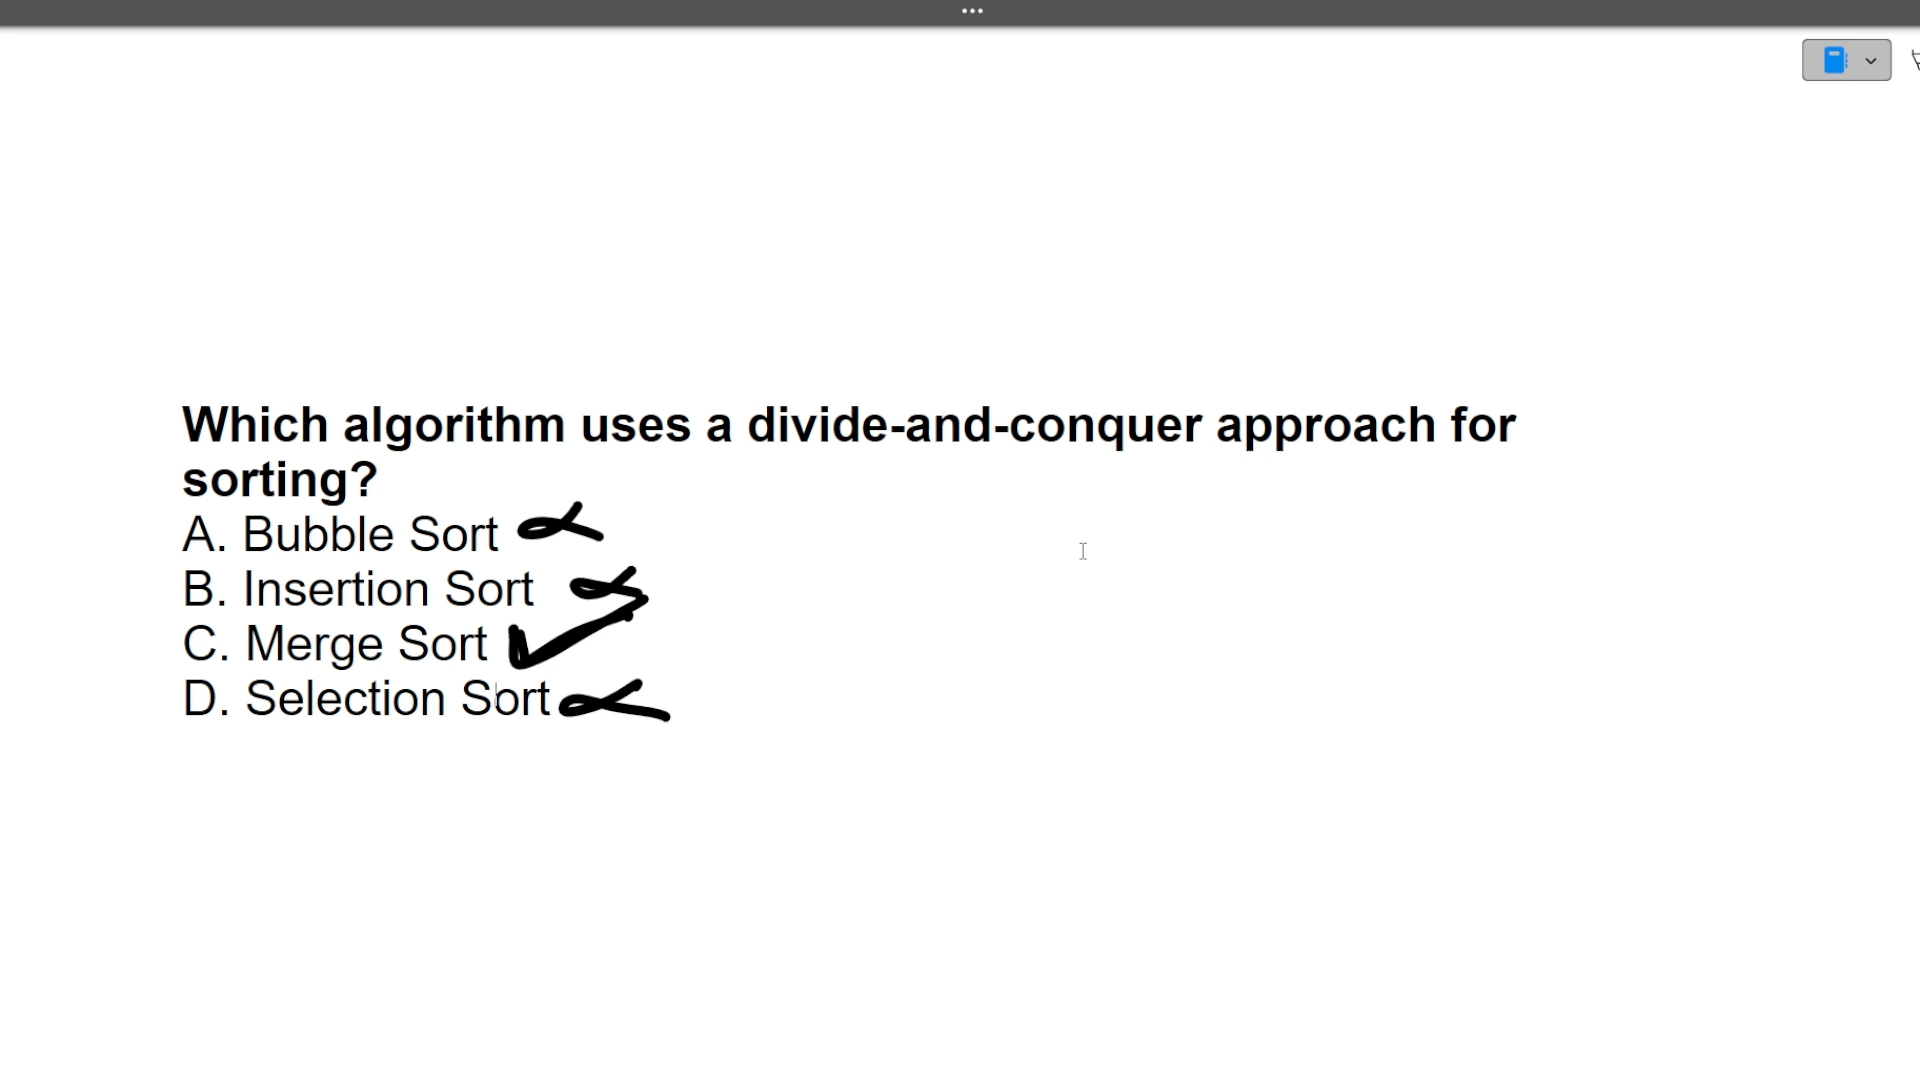 Which algorithm uses a divide-and-conquer approach for
sorting?
A. Bubble Sort
B. Insertion Sort
C. Merge Sort
D. Selection Sort